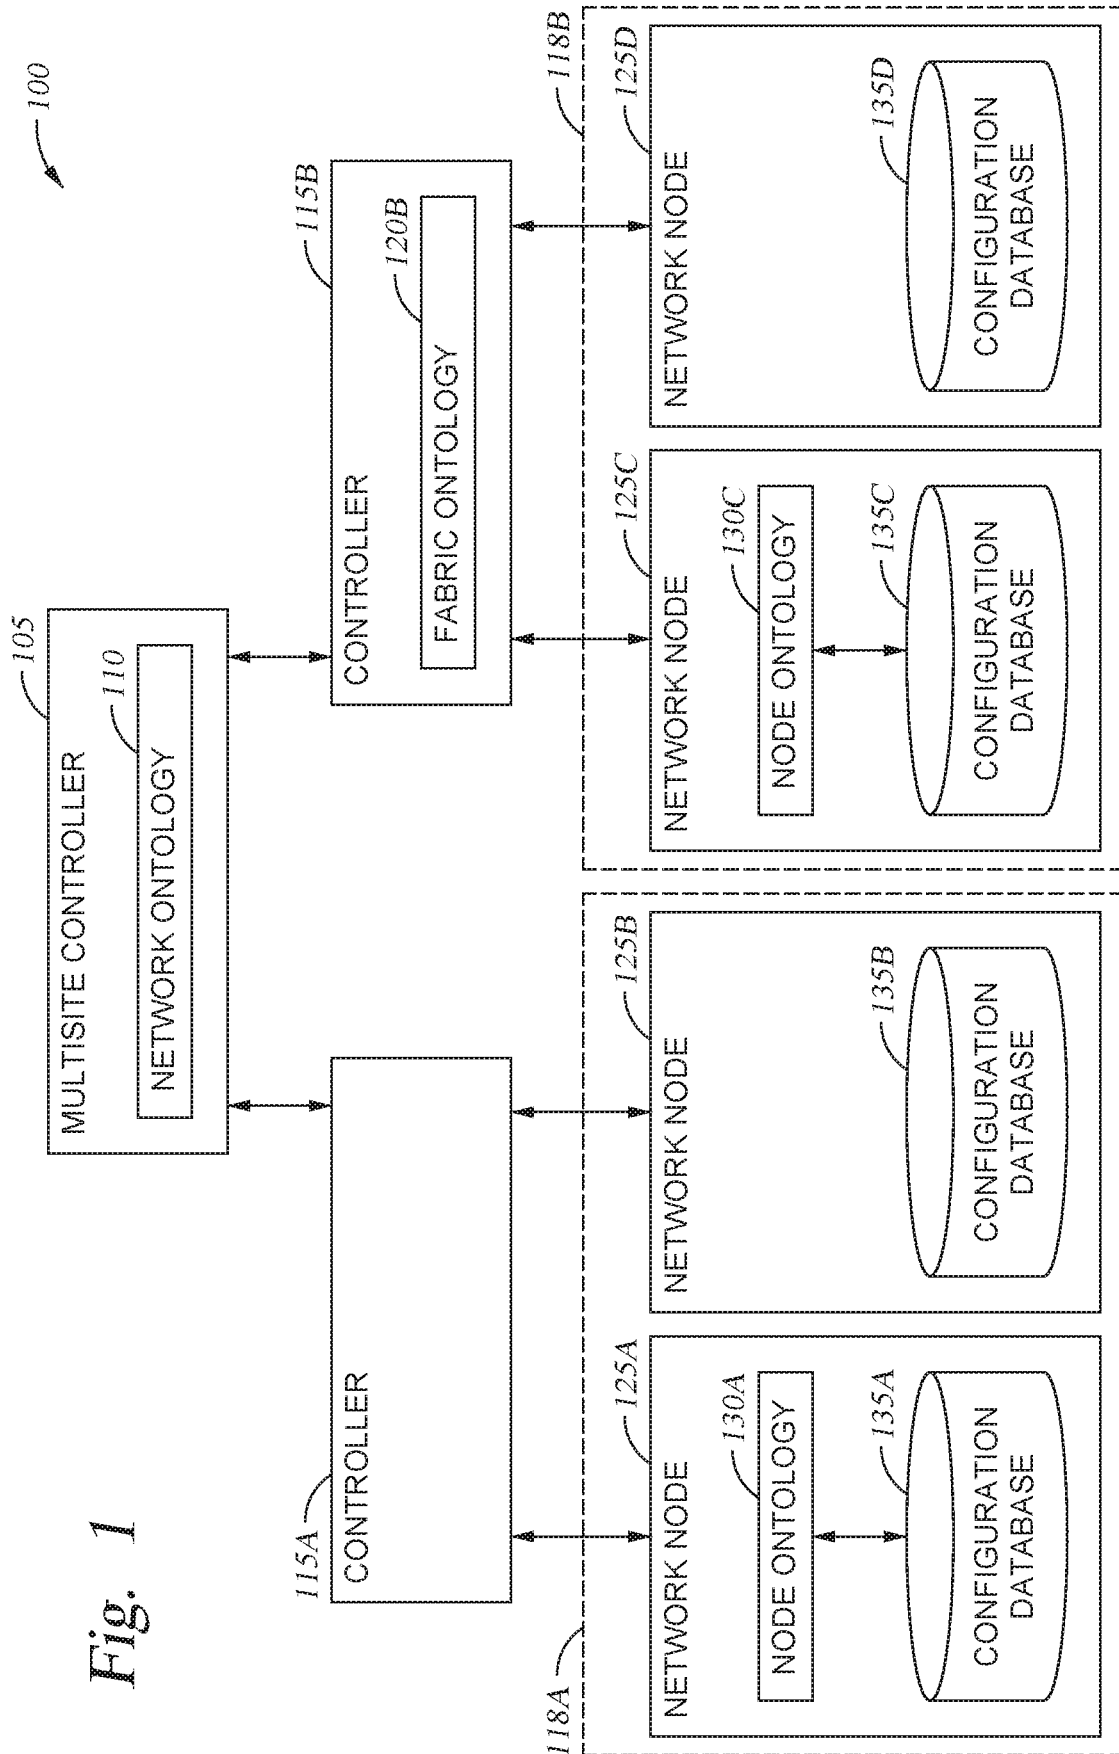 Fig. 1
100
MULTISITE CONTROLLER
105
NETWORK ONTOLOGY
110
115A
CONTROLLER
CONTROLLER
115B
FABRIC ONTOLOGY
120B
118A
118B
NETWORK NODE
125A
NODE ONTOLOGY
130A
135A
CONFIGURATION
DATABASE
NETWORK NODE
125B
135B
CONFIGURATION
DATABASE
NETWORK NODE
125C
NODE ONTOLOGY
130C
135C
CONFIGURATION
DATABASE
NETWORK NODE
125D
135D
CONFIGURATION
DATABASE